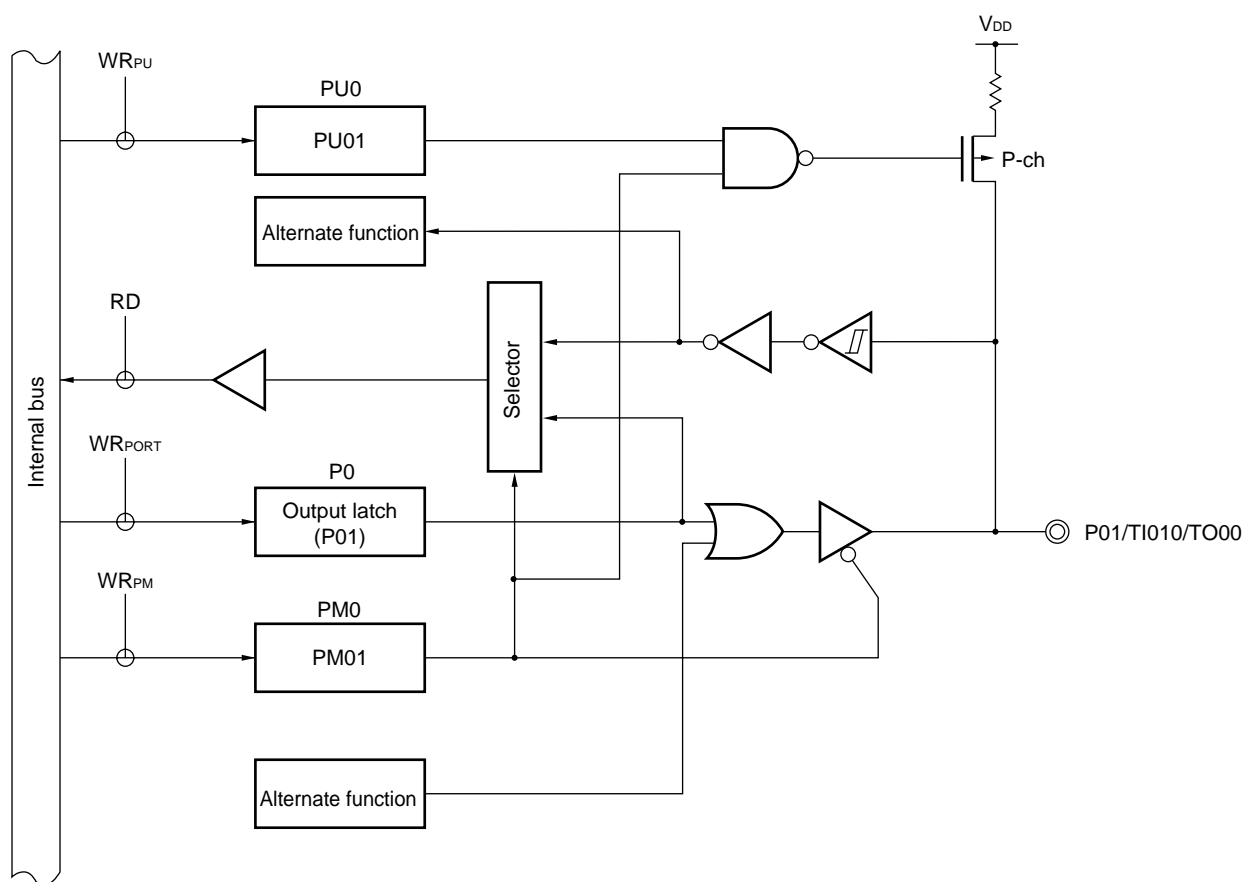 VDD
WRPU
PU0
PU01
P-ch
Alternate function
RD
Selector
Internal bus
WRPORT
P0
Output latch
(P01)
P01/TI010/TO00
WRPM
PM0
PM01
Alternate function